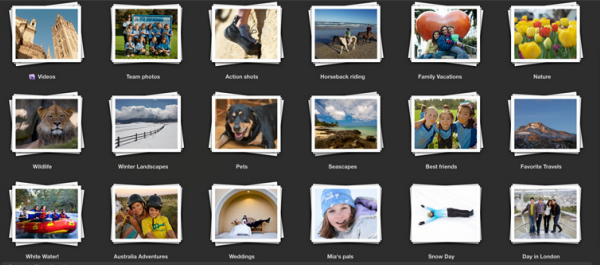 Videos
Team photos
Action shots
Horseback riding
Family Vacations
Nature
Wildlife
Winter Landscapes
Pets
Seascapes
Best friends
Favorite Travels
White Water!
Australia Adventures
Weddings
Mia's pals
Snow Day
Day in London